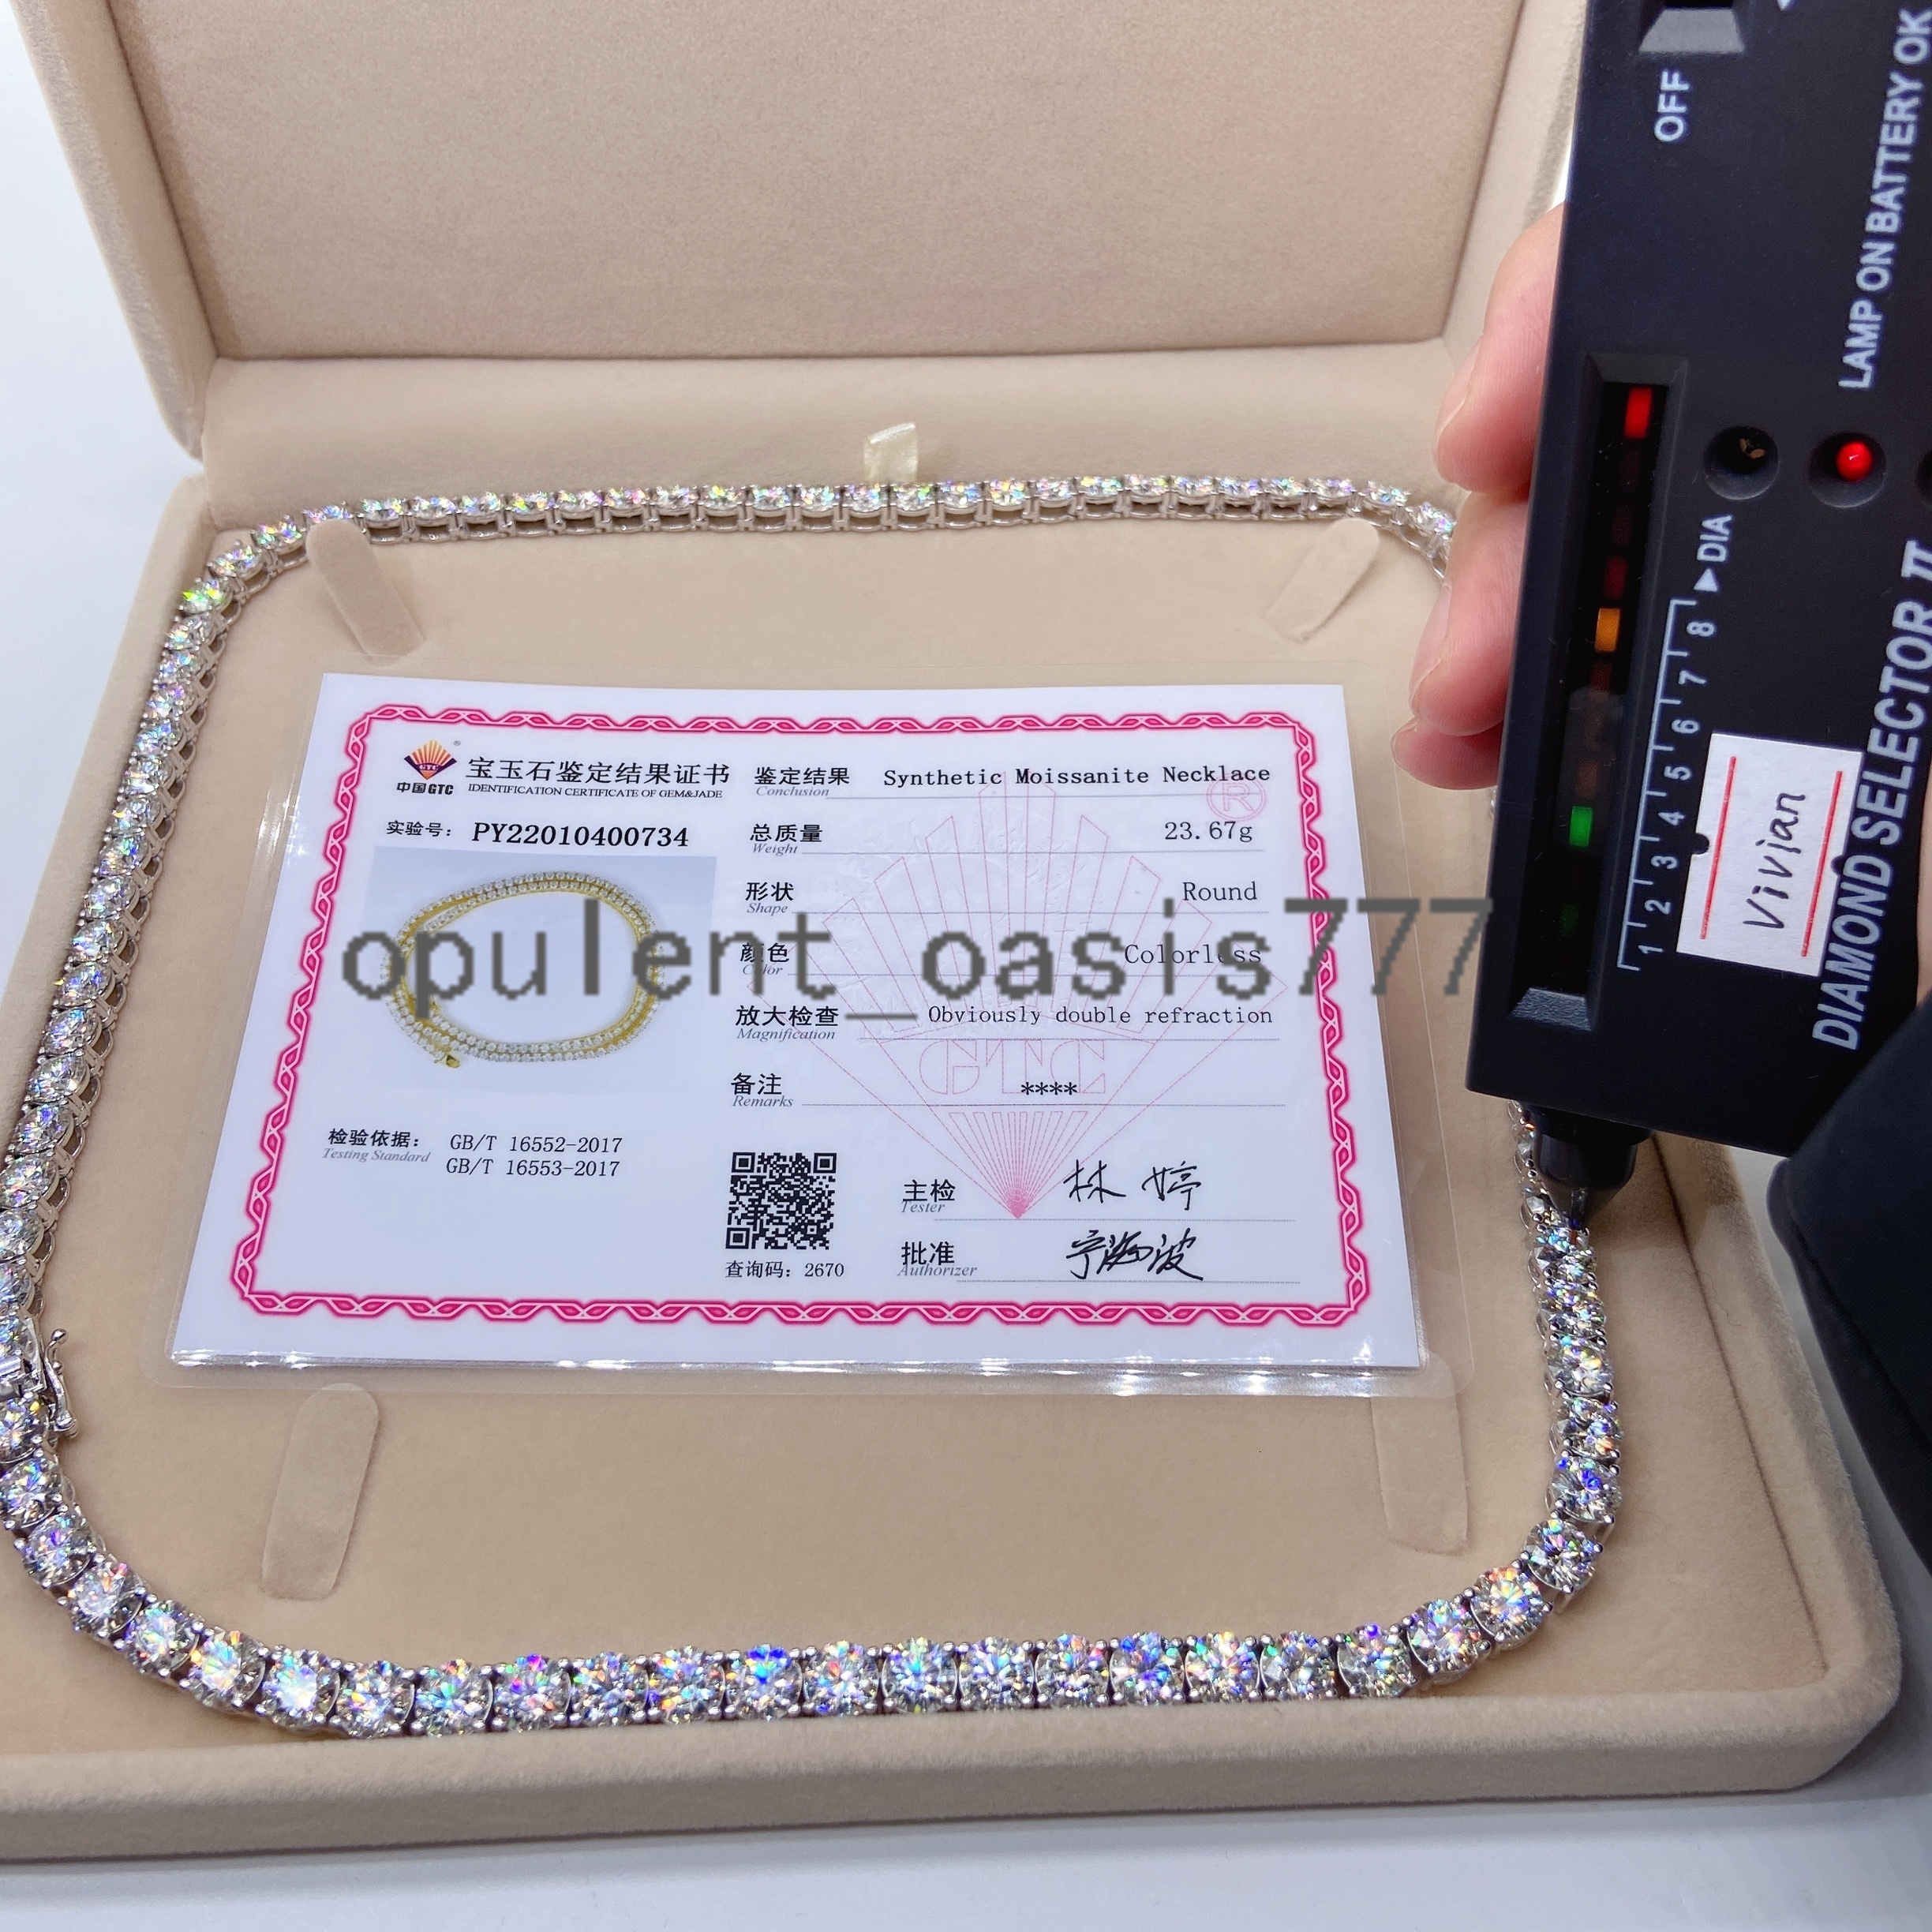 OFF
LAMP ON BATTERY OK
▶DIA
1 2 3 4 5 6 7 8
DIAMOND SELECTOR II
Vivian
GTC
中国GTC
宝玉石鉴定结果证书
IDENTIFICATION CERTIFICATE OF GEM&JADE
实验号: PY22010400734
鉴定结果 Synthetic Moissanite Necklace
Conclusion
®
总质量 23.67g
Weight
形状 Round
Shape
opulent_oasis777
颜色 Colorless
Color
放大检查 Obviously double refraction
Magnification
GTC
备注 ****
Remarks
检验依据: GB/T 16552-2017
Testing Standard GB/T 16553-2017
查询码: 2670
主检 林婷
Tester
批准 宁海波
Authorizer